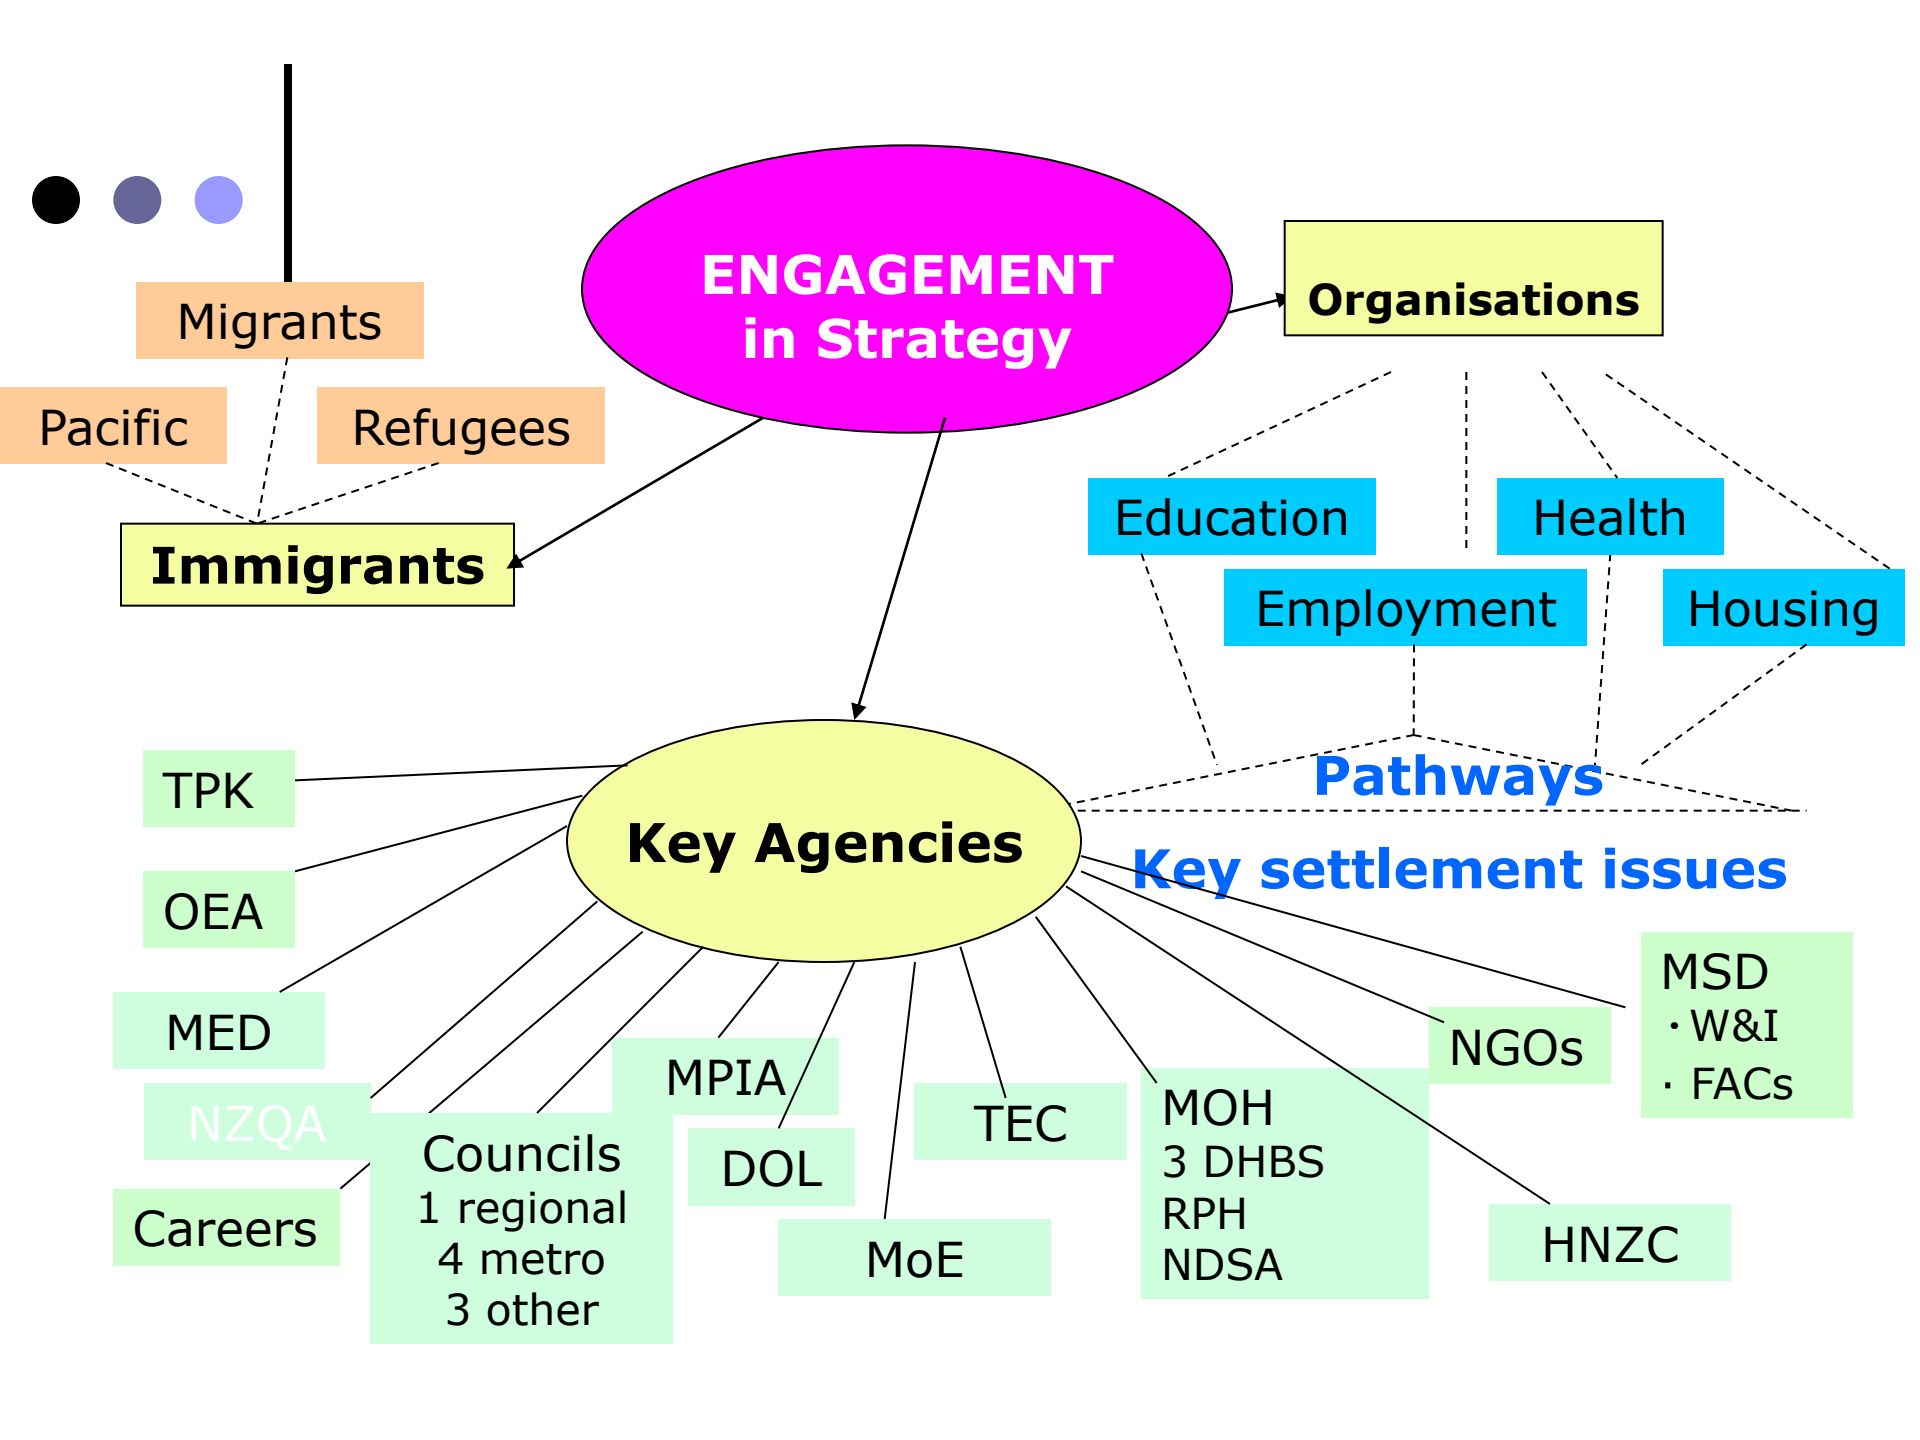 ENGAGEMENT
in Strategy
Organisations
Migrants
Pacific
Refugees
Immigrants
Education
Health
Employment
Housing
Pathways
Key settlement issues
Key Agencies
TPK
OEA
MED
NZQA
Careers
Councils
1 regional
4 metro
3 other
MPIA
DOL
MoE
TEC
MOH
3 DHBS
RPH
NDSA
NGOs
HNZC
MSD
· W&I
· FACs